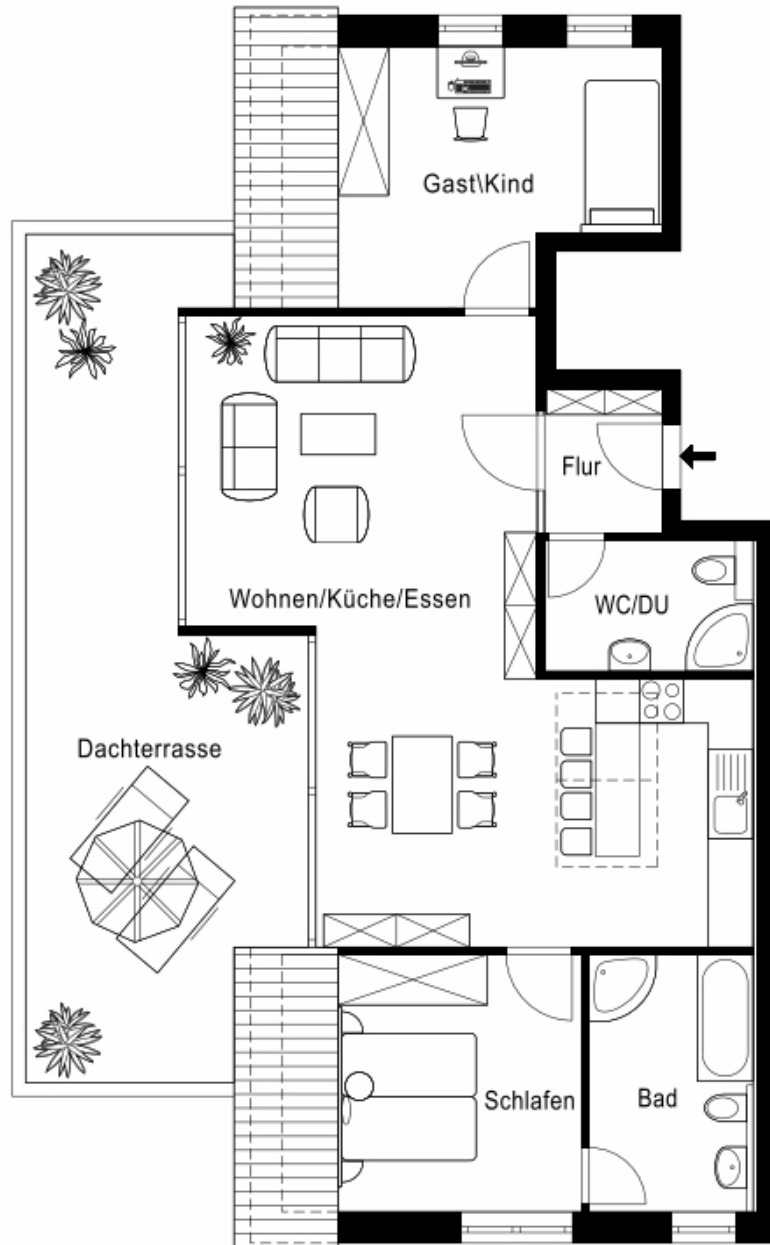 Gast\Kind
Flur
Wohnen/Küche/Essen
WC/DU
Dachterrasse
Schlafen
Bad